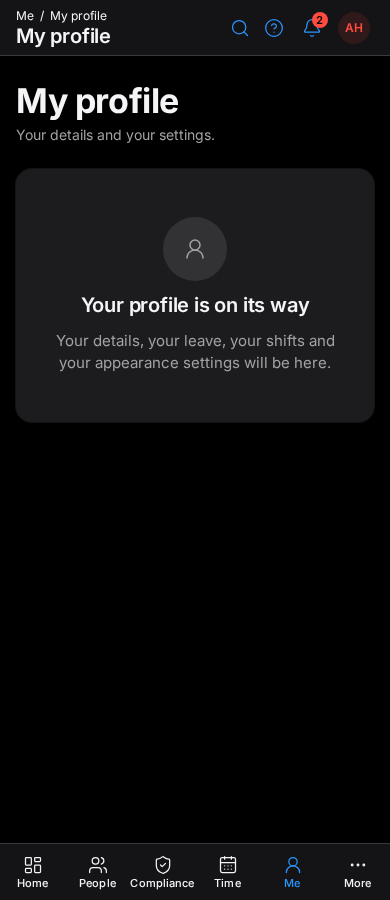 Me / My profile
My profile
2
AH
My profile
Your details and your settings.
Your profile is on its way
Your details, your leave, your shifts and
your appearance settings will be here.
Home
People
Compliance
Time
Me
More